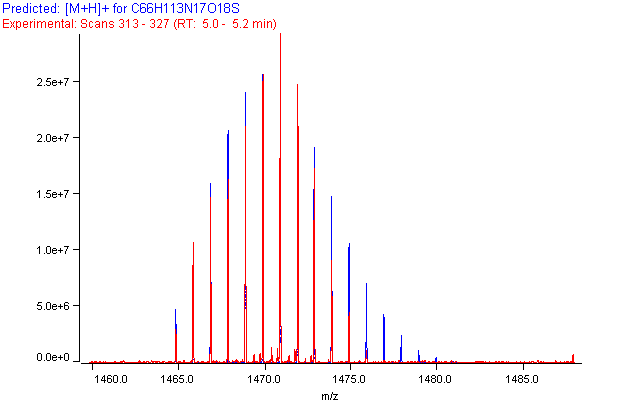 Predicted: [M+H]+ for C66H113N17O18S
Experimental: Scans 313 - 327 (RT: 5.0 - 5.2 min)
2.5e+7
2.0e+7
1.5e+7
1.0e+7
5.0e+6
0.0e+0
1460.0 1465.0 1470.0 1475.0 1480.0 1485.0
m/z